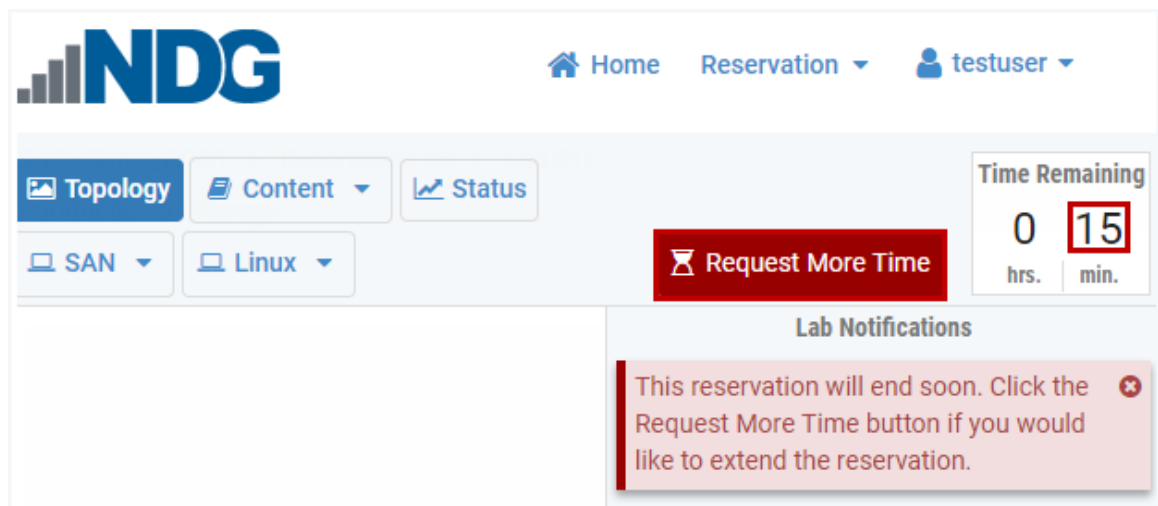 NDG
Home Reservation testuser
Topology Content Status
Time Remaining
0 15
hrs. min.
SAN Linux
Request More Time
Lab Notifications
This reservation will end soon. Click the
Request More Time button if you would
like to extend the reservation.